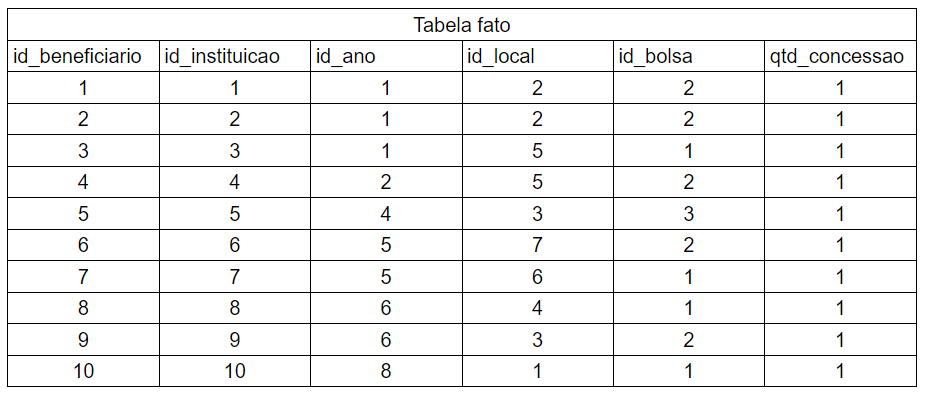 Tabela fato
id_beneficiario id_instituicao id_ano id_local id_bolsa qtd_concessao
1 1 1 2 2 1
2 2 1 2 2 1
3 3 1 5 1 1
4 4 2 5 2 1
5 5 4 3 3 1
6 6 5 7 2 1
7 7 5 6 1 1
8 8 6 4 1 1
9 9 6 3 2 1
10 10 8 1 1 1